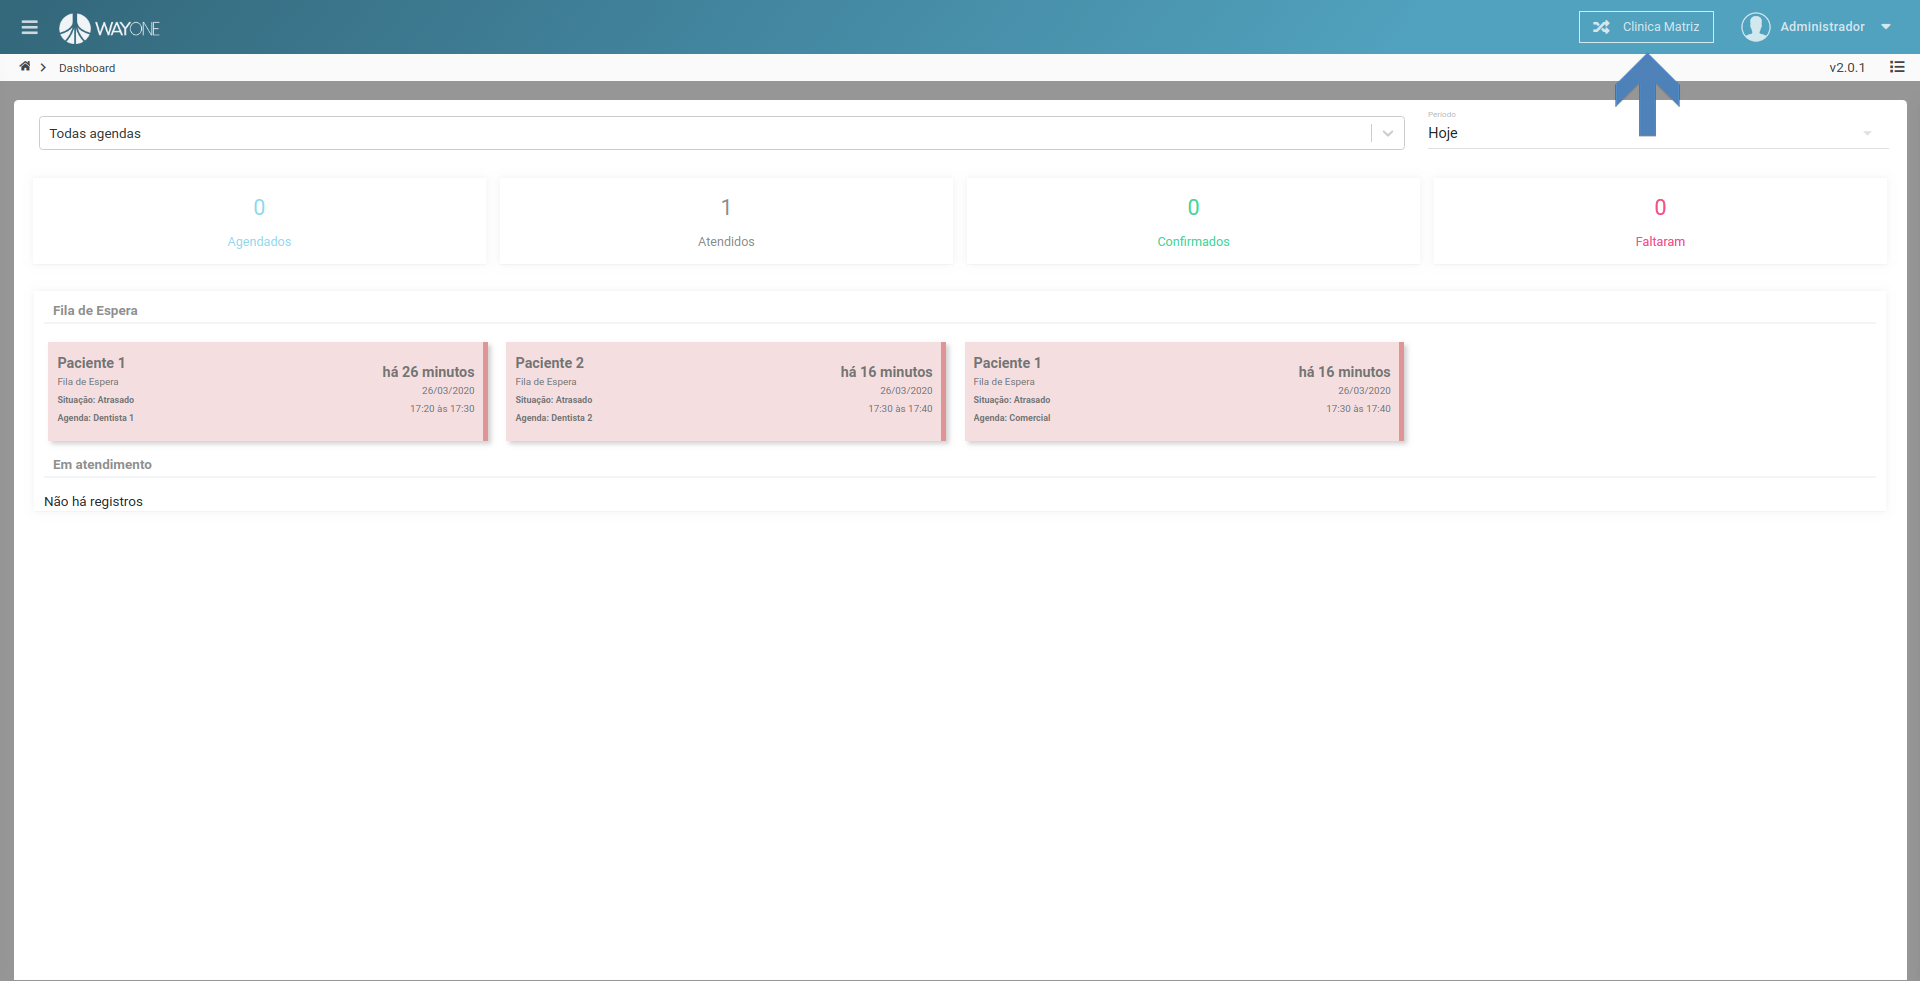 WAYONE
Clinica Matriz
Administrador
Dashboard
v2.0.1
Todas agendas
Período
Hoje
0
Agendados
1
Atendidos
0
Confirmados
0
Faltaram
Fila de Espera
Paciente 1
há 26 minutos
Fila de Espera
26/03/2020
Situação: Atrasado
17:20 às 17:30
Agenda: Dentista 1
Paciente 2
há 16 minutos
Fila de Espera
26/03/2020
Situação: Atrasado
17:30 às 17:40
Agenda: Dentista 2
Paciente 1
há 16 minutos
Fila de Espera
26/03/2020
Situação: Atrasado
17:30 às 17:40
Agenda: Comercial
Em atendimento
Não há registros